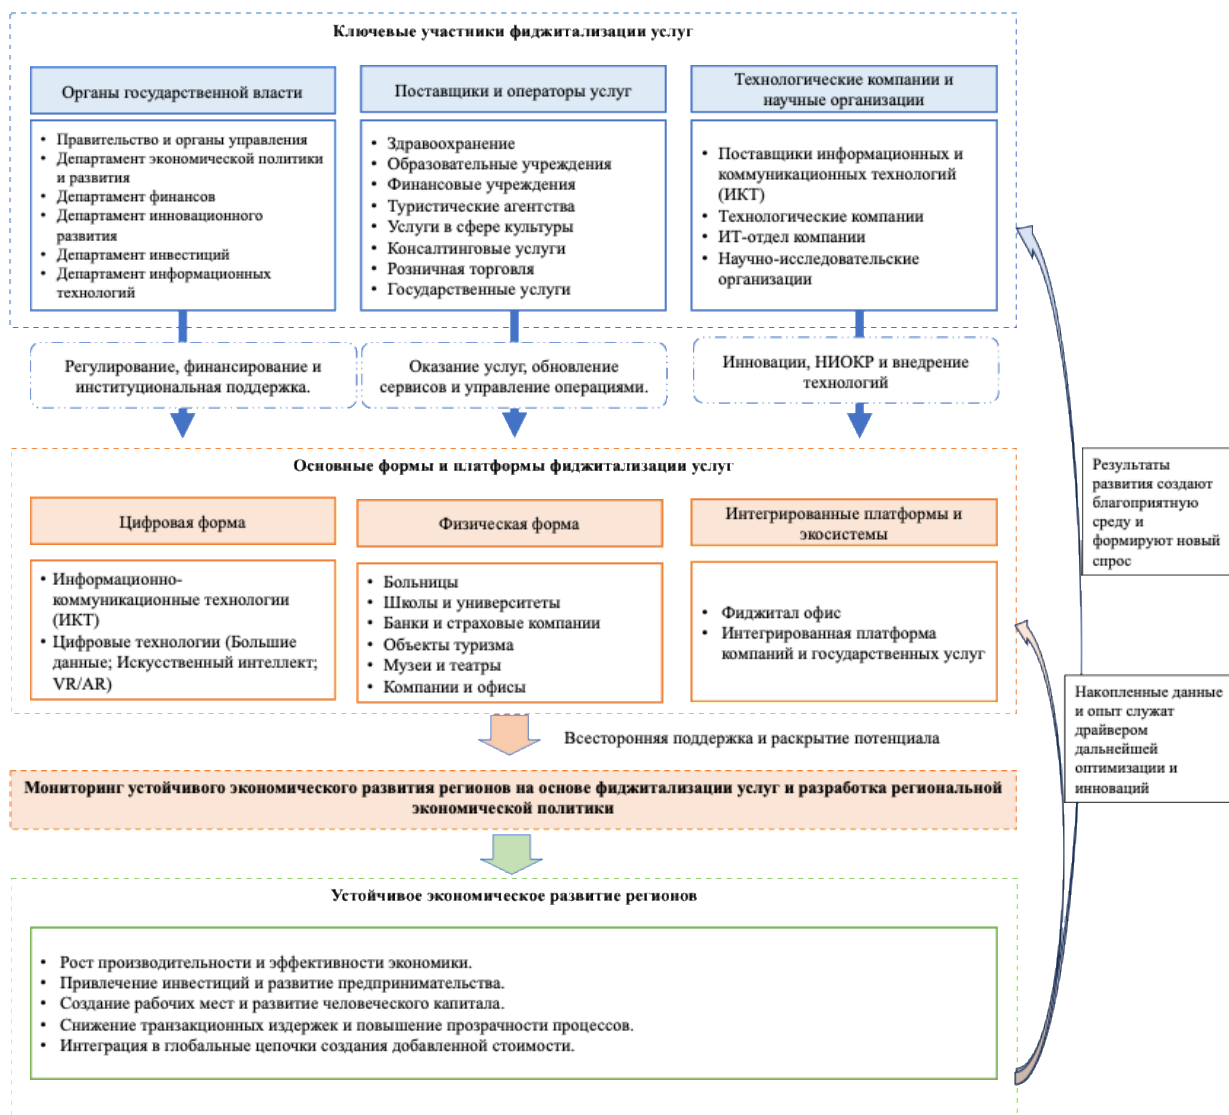 Ключевые участники фиджитализации услуг
Органы государственной власти
• Правительство и органы управления
• Департамент экономической политики
и развития
• Департамент финансов
• Департамент инновационного
развития
• Департамент инвестиций
• Департамент информационных
технологий
Поставщики и операторы услуг
• Здравоохранение
• Образовательные учреждения
• Финансовые учреждения
• Туристические агентства
• Услуги в сфере культуры
• Консалтинговые услуги
• Розничная торговля
• Государственные услуги
Технологические компании и
научные организации
• Поставщики информационных и
коммуникационных технологий
(ИКТ)
• Технологические компании
• ИТ-отдел компании
• Научно-исследовательские
организации
Регулирование, финансирование и
институциональная поддержка.
Оказание услуг, обновление
сервисов и управление операциями.
Инновации, НИОКР и внедрение
технологий
Основные формы и платформы фиджитализации услуг
Цифровая форма
• Информационно-
коммуникационные технологии
(ИКТ)
• Цифровые технологии (Большие
данные; Искусственный интеллект;
VR/AR)
Физическая форма
• Больницы
• Школы и университеты
• Банки и страховые компании
• Объекты туризма
• Музеи и театры
• Компании и офисы
Интегрированные платформы и
экосистемы
• Фиджитал офис
• Интегрированная платформа
компаний и государственных услуг
Всесторонняя поддержка и раскрытие потенциала
Мониторинг устойчивого экономического развития регионов на основе фиджитализации услуг и разработка региональной
экономической политики
Устойчивое экономическое развитие регионов
• Рост производительности и эффективности экономики.
• Привлечение инвестиций и развитие предпринимательства.
• Создание рабочих мест и развитие человеческого капитала.
• Снижение транзакционных издержек и повышение прозрачности процессов.
• Интеграция в глобальные цепочки создания добавленной стоимости.
Результаты
развития создают
благоприятную
среду и
формируют новый
спрос
Накопленные данные
и опыт служат
драйвером
дальнейшей
оптимизации и
инноваций